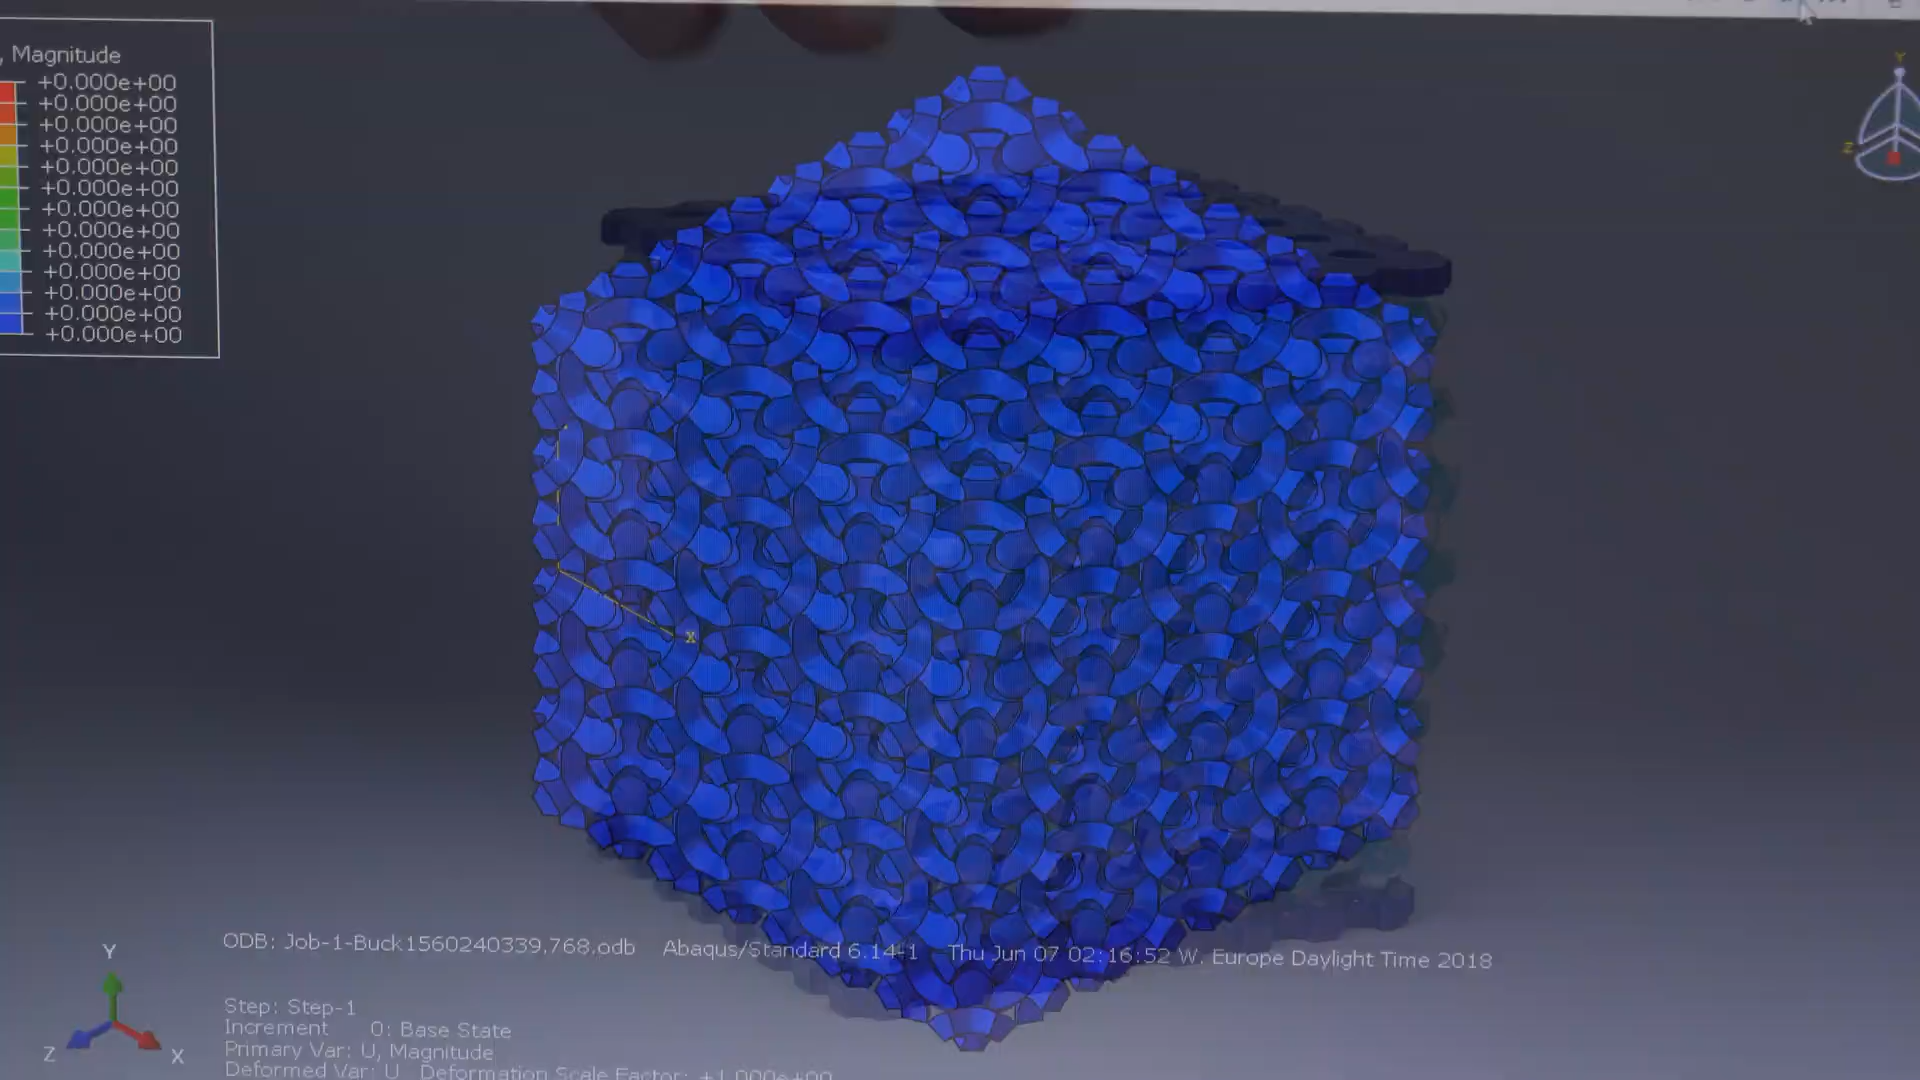 , Magnitude
+0.000e+00
+0.000e+00
+0.000e+00
+0.000e+00
+0.000e+00
+0.000e+00
+0.000e+00
+0.000e+00
+0.000e+00
+0.000e+00
+0.000e+00
+0.000e+00
+0.000e+00
Y
Z
X
ODB: Job-1-Buck1560240339,768.odb Abaqus/Standard 6.14-1 Thu Jun 07 02:16:52 W. Europe Daylight Time 2018
Y
Z
X
Step: Step-1
Increment 0: Base State
Primary Var: U, Magnitude
Deformed Var: U Deformation Scale Factor: +1.000e+00